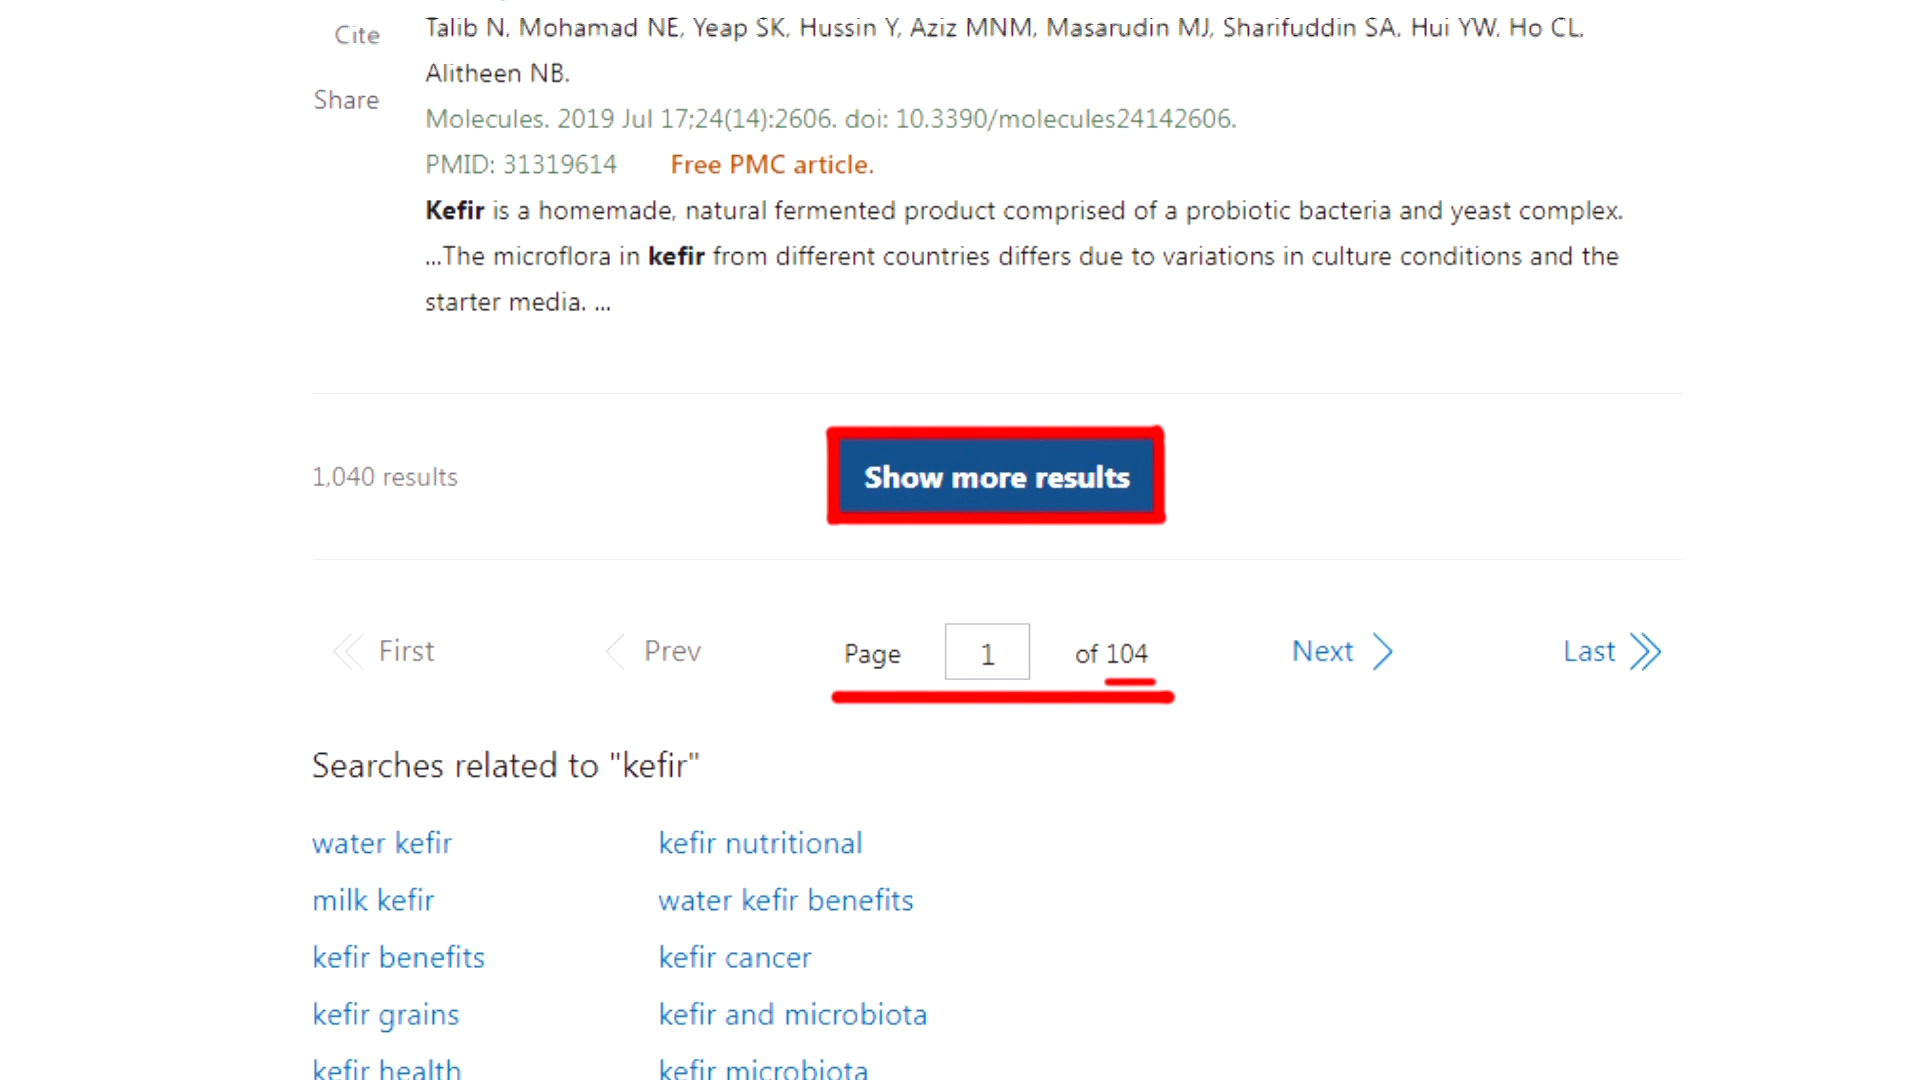 Cite
Share
Talib N, Mohamad NE, Yeap SK, Hussin Y, Aziz MNM, Masarudin MJ, Sharifuddin SA, Hui YW, Ho CL,
Alitheen NB.
Molecules. 2019 Jul 17;24(14):2606. doi: 10.3390/molecules24142606.
PMID: 31319614 Free PMC article.
Kefir is a homemade, natural fermented product comprised of a probiotic bacteria and yeast complex.
...The microflora in kefir from different countries differs due to variations in culture conditions and the
starter media. ...
1,040 results
Show more results
First Prev Page 1 of 104 Next Last
Searches related to "kefir"
water kefir
milk kefir
kefir benefits
kefir grains
kefir health
kefir nutritional
water kefir benefits
kefir cancer
kefir and microbiota
kefir microbiota